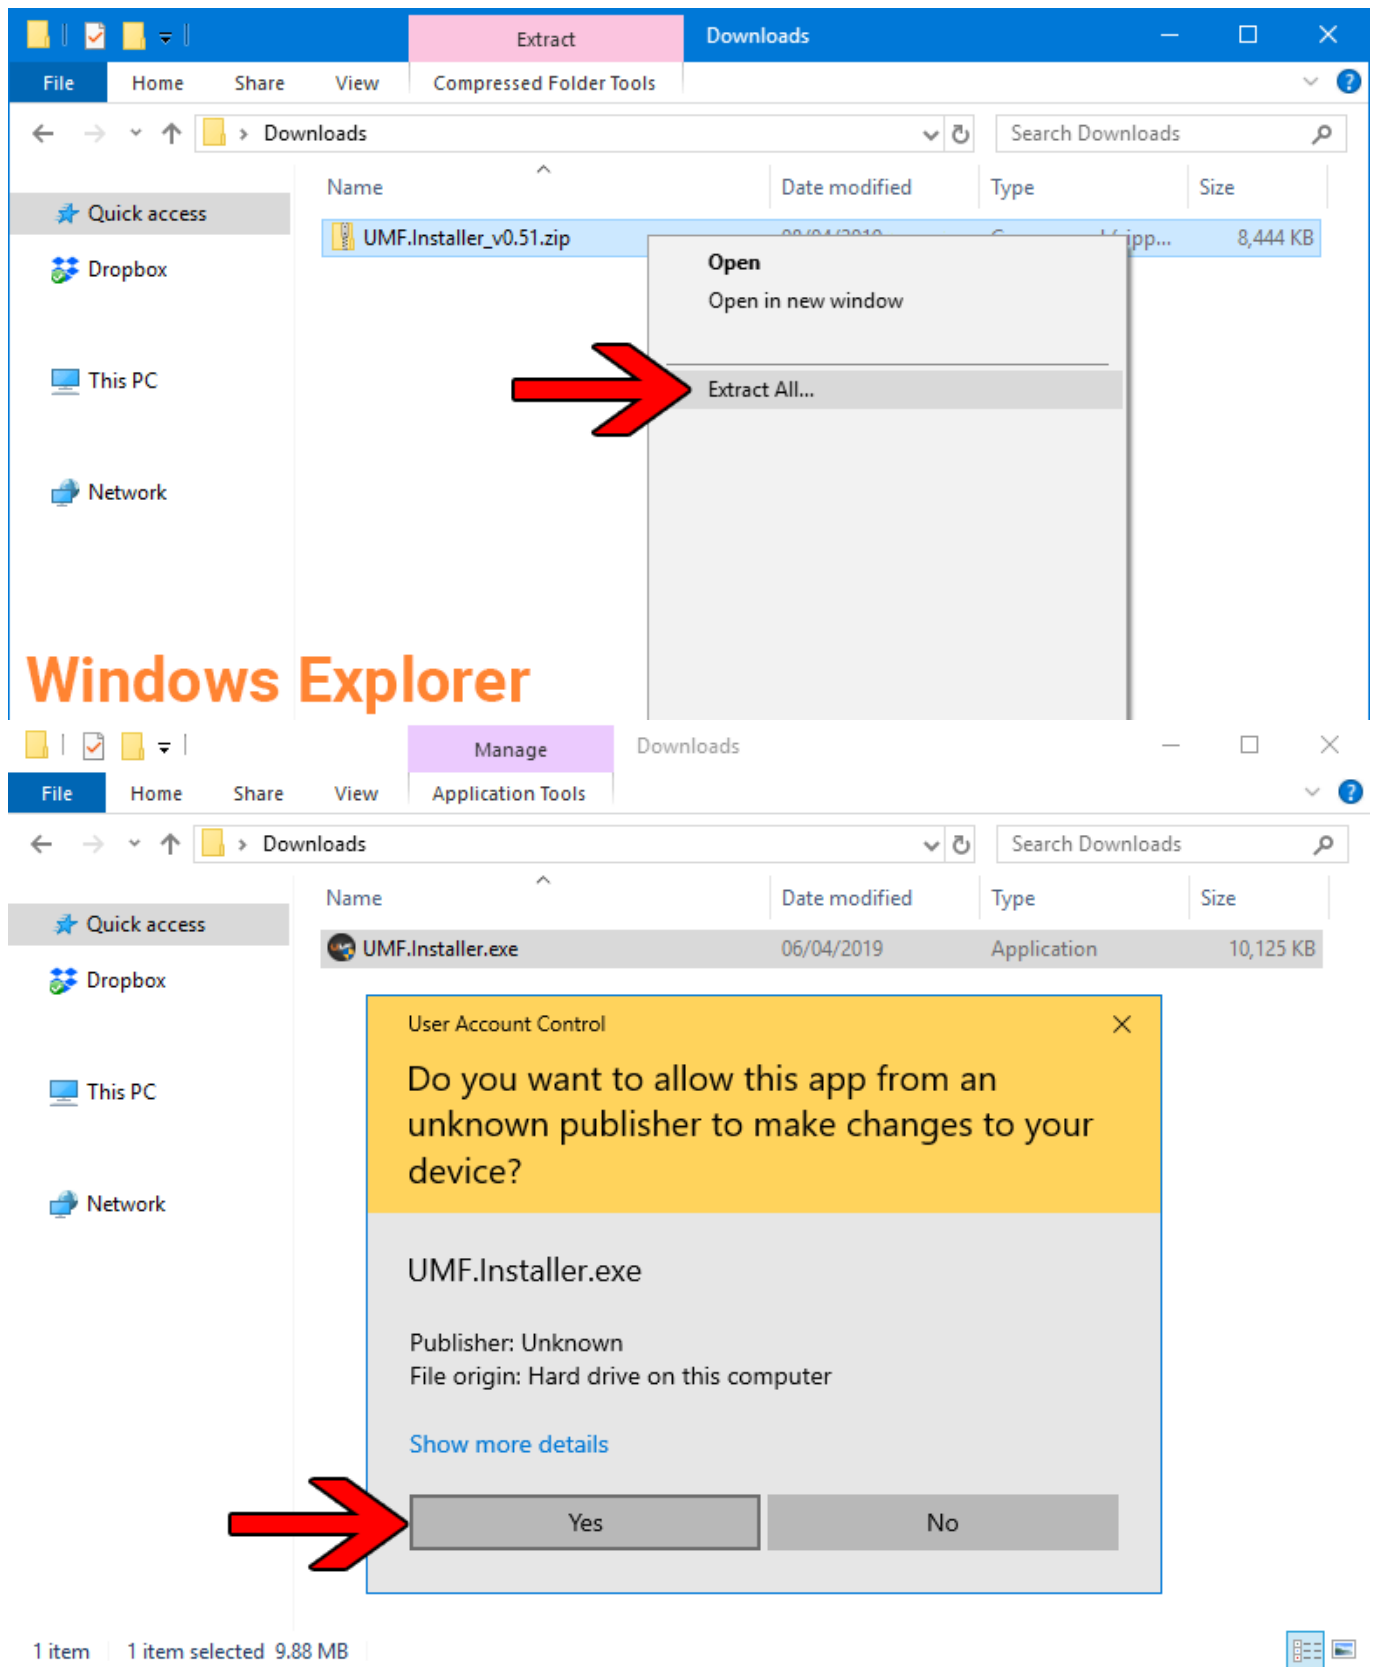 Extract Downloads
File Home Share View Compressed Folder Tools
Downloads Search Downloads
Name Date modified Type Size
Quick access
UMF.Installer_v0.51.zip 8,444 KB
Open
Dropbox
Open in new window
This PC
Extract All...
Network
Windows Explorer
Manage Downloads
File Home Share View Application Tools
Downloads Search Downloads
Name Date modified Type Size
Quick access
UMF.Installer.exe 06/04/2019 Application 10,125 KB
Dropbox
User Account Control
Do you want to allow this app from an
unknown publisher to make changes to your
device?
This PC
Network
UMF.Installer.exe
Publisher: Unknown
File origin: Hard drive on this computer
Show more details
Yes No
1 item 1 item selected 9.88 MB